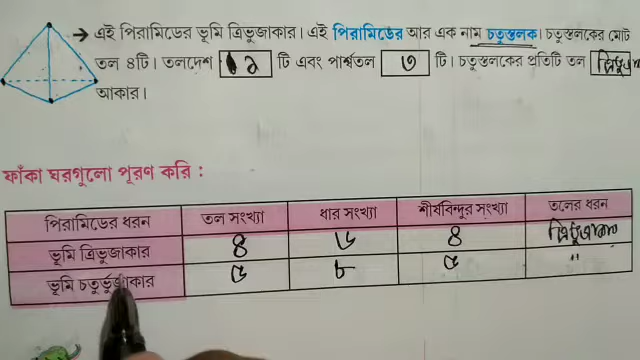 → এই পিরামিডের ভূমি ত্রিভুজাকার। এই পিরামিডের আর এক নাম চতুস্তলক। চতুস্তলকের মোট
তল ৪টি। তলদেশ ১ টি এবং পার্শ্বতল ৩ টি। চতুস্তলকের প্রতিটি তল
আকার।
ফাঁকা ঘরগুলো পূরণ করি :
পিরামিডের ধরন তল সংখ্যা ধার সংখ্যা শীর্ষবিন্দুর সংখ্যা তলের ধরন
ভূমি ত্রিভুজাকার ৪ ৬ ৪ ত্রিভুজাকার
ভূমি চতুর্ভুজাকার ৫ ৮ ৫ "